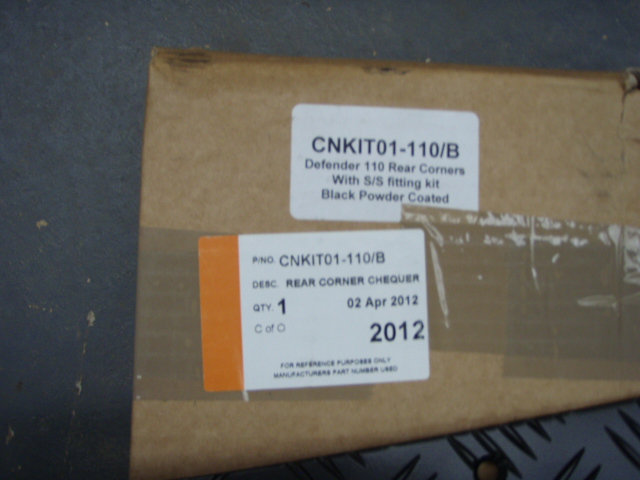 CNKIT01-110/B
Defender 110 Rear Corners
With S/S fitting kit
Black Powder Coated
P/NO. CNKIT01-110/B
DESC. REAR CORNER CHEQUER
QTY. 1 02 Apr 2012
C of O 2012
FOR REFERENCE PURPOSES ONLY
MANUFACTURERS PART NUMBER USED